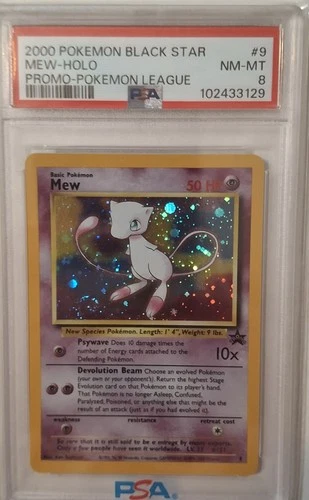 2000 POKEMON BLACK STAR #9
MEW-HOLO NM-MT
PROMO-POKEMON LEAGUE 8
PSA 102433129
Basic Pokémon
Mew 50 HP
New Species Pokémon. Length: 1' 4", Weight: 9 lbs.
Psywave Does 10 damage times the
number of Energy cards attached to the
Defending Pokémon.
10x
Devolution Beam Choose an evolved Pokémon
(your own or your opponent's). Return the highest Stage
Evolution card on that Pokémon to its player's hand.
That Pokémon is no longer Asleep, Confused,
Paralyzed, Poisoned, or anything else that might be the
result of an attack (just as if you had evolved it).
weakness resistance retreat cost
So rare that it is still said to be a mirage by many experts.
Only a few people have seen it worldwide.
PSA